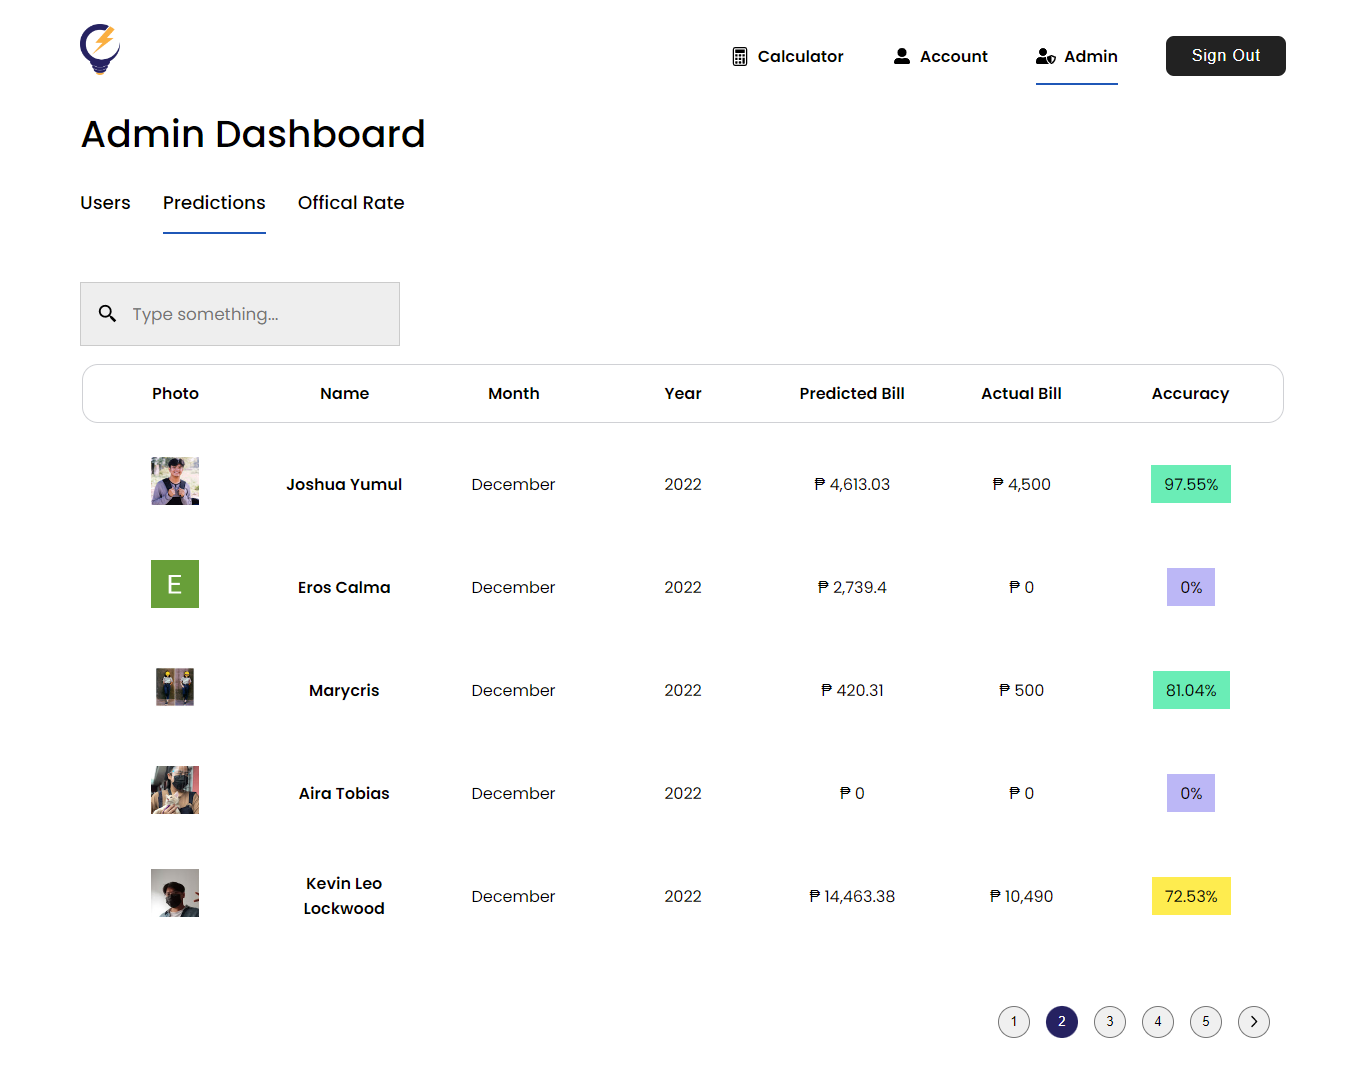 Calculator Account Admin Sign Out
Admin Dashboard
Users Predictions Offical Rate
Type something...
Photo Name Month Year Predicted Bill Actual Bill Accuracy
Joshua Yumul December 2022 ₱ 4,613.03 ₱ 4,500 97.55%
E Eros Calma December 2022 ₱ 2,739.4 ₱ 0 0%
Marycris December 2022 ₱ 420.31 ₱ 500 81.04%
Aira Tobias December 2022 ₱ 0 ₱ 0 0%
Kevin Leo
Lockwood December 2022 ₱ 14,463.38 ₱ 10,490 72.53%
1 2 3 4 5